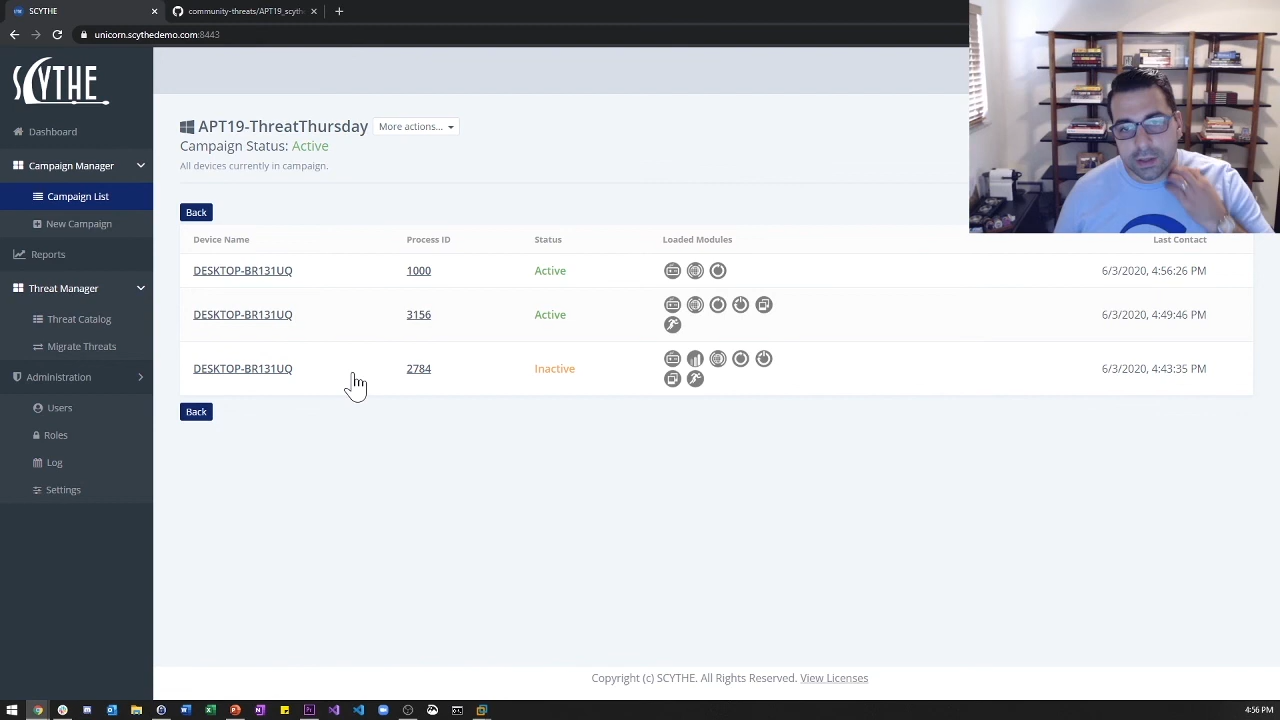 SCYTHE
APT19_scyth
unicorn.scythedemo.com:8443
SCYTHE
Dashboard
Campaign Manager
Campaign List
New Campaign
Reports
Threat Manager
Threat Catalog
Migrate Threats
Administration
Users
Roles
Log
Settings
APT19-ThreatThursday More actions...
Campaign Status: Active
All devices currently in campaign.
Back
Device Name Process ID Status Loaded Modules Last Contact
DESKTOP-BR131UQ 1000 Active 6/3/2020, 4:56:26 PM
DESKTOP-BR131UQ 3156 Active 6/3/2020, 4:49:46 PM
DESKTOP-BR131UQ 2784 Inactive 6/3/2020, 4:43:35 PM
Back
Copyright (c) SCYTHE. All Rights Reserved. View Licenses
4:56 PM